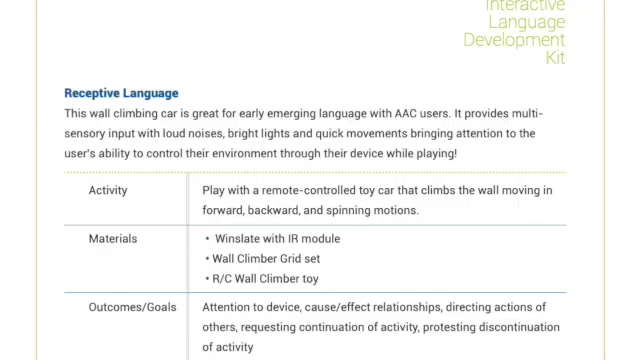 Interactive
Language
Development
Kit
Receptive Language
This wall climbing car is great for early emerging language with AAC users. It provides multi-
sensory input with loud noises, bright lights and quick movements bringing attention to the
user's ability to control their environment through their device while playing!
Activity
Play with a remote-controlled toy car that climbs the wall moving in
forward, backward, and spinning motions.
Materials
• Winslate with IR module
• Wall Climber Grid set
• R/C Wall Climber toy
Outcomes/Goals
Attention to device, cause/effect relationships, directing actions of
others, requesting continuation of activity, protesting discontinuation
of activity